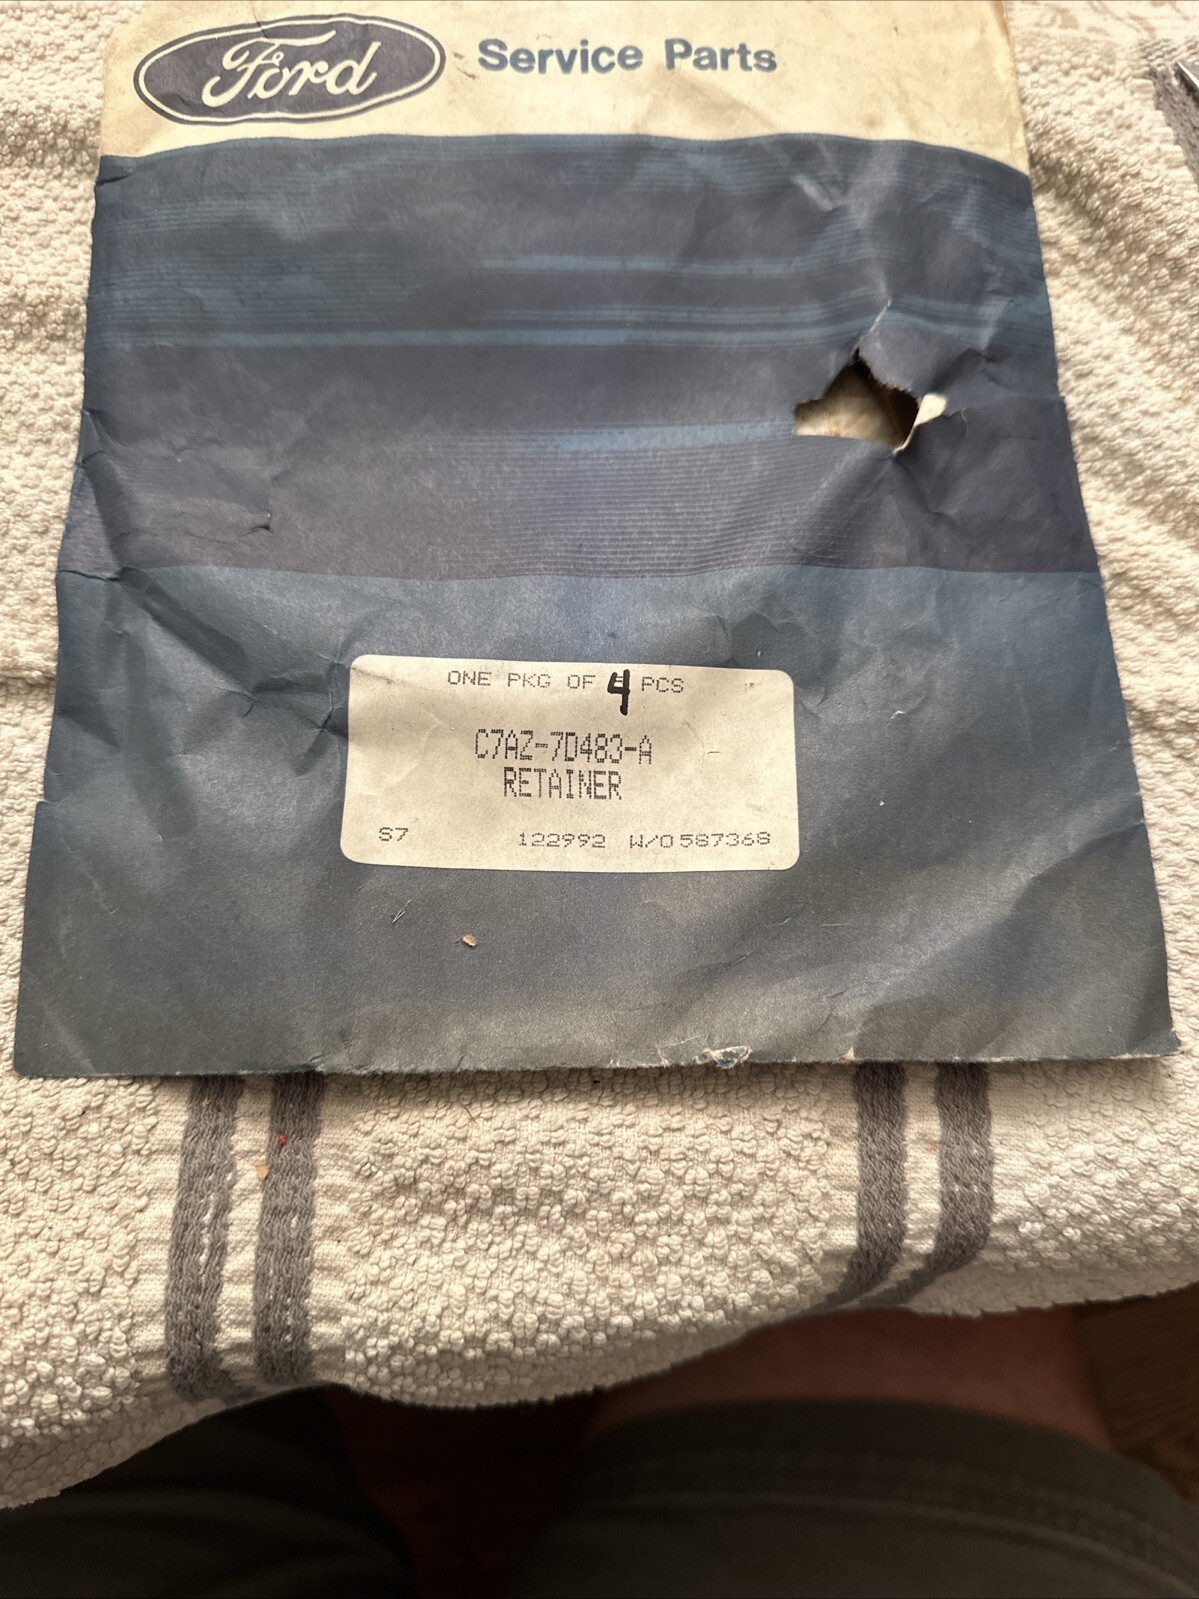 Ford Service Parts
ONE PKG OF 4 PCS
C7AZ-7D483-A
RETAINER
S7 122992 W/O587368